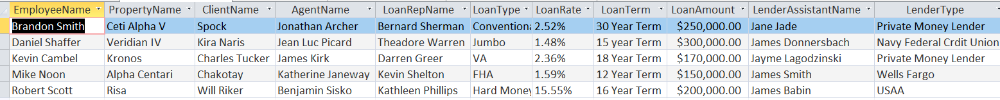 EmployeeName PropertyName ClientName AgentName LoanRepName LoanType LoanRate LoanTerm LoanAmount LenderAssistantName LenderType
Brandon Smith Ceti Alpha V Spock Jonathan Archer Bernard Sherman Conventiona 2.52% 30 Year Term $250,000.00 Jane Jade Private Money Lender
Daniel Shaffer Veridian IV Kira Naris Jean Luc Picard Theodore Warren Jumbo 1.48% 15 year Term $300,000.00 James Donnersbach Navy Federal Crdit Union
Kevin Cambel Kronos Charles Tucker James Kirk Darren Greer VA 2.36% 18 Year Term $170,000.00 Jayme Lagodzinski Private Money Lender
Mike Noon Alpha Centari Chakotay Katherine Janeway Kevin Shelton FHA 1.59% 12 Year Term $150,000.00 James Smith Wells Fargo
Robert Scott Risa Will Riker Benjamin Sisko Kathleen Phillips Hard Money 15.55% 16 Year Term $200,000.00 James Babin USAA